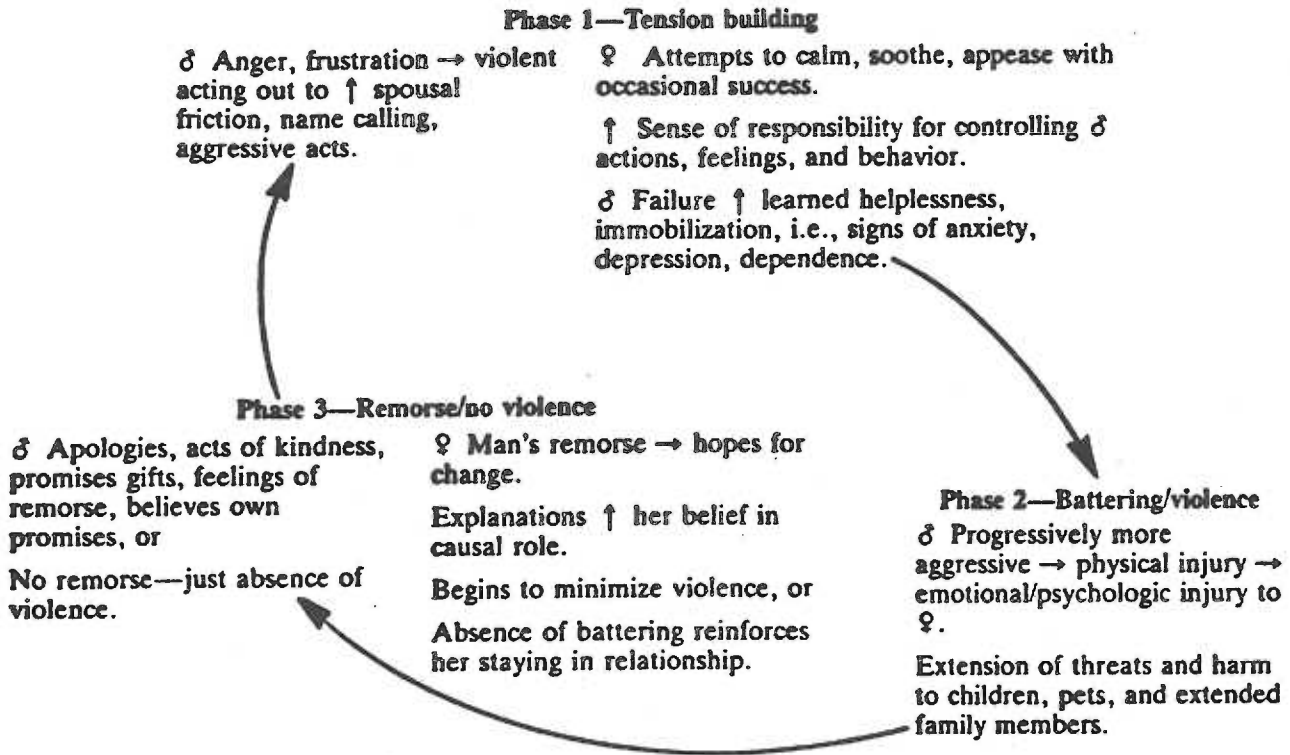 Phase 1—Tension building
♂ Anger, frustration → violent
acting out to ↑ spousal
friction, name calling,
aggressive acts.
♀ Attempts to calm, soothe, appease with
occasional success.
↑ Sense of responsibility for controlling ♂
actions, feelings, and behavior.
♂ Failure ↑ learned helplessness,
immobilization, i.e., signs of anxiety,
depression, dependence.
Phase 2—Battering/violence
♂ Progressively more
aggressive → physical injury →
emotional/psychologic injury to
♀.
Extension of threats and harm
to children, pets, and extended
family members.
Phase 3—Remorse/no violence
♂ Apologies, acts of kindness,
promises gifts, feelings of
remorse, believes own
promises, or
No remorse—just absence of
violence.
♀ Man's remorse → hopes for
change.
Explanations ↑ her belief in
causal role.
Begins to minimize violence, or
Absence of battering reinforces
her staying in relationship.